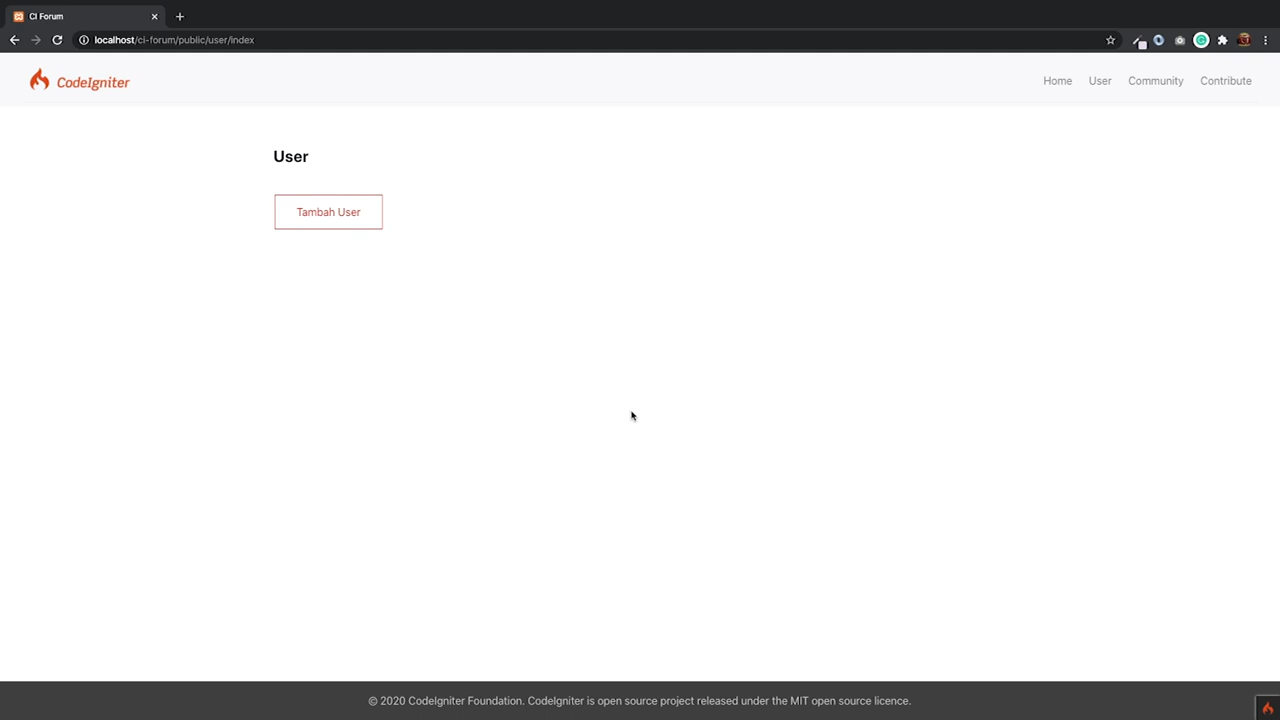 CI Forum
localhost/ci-forum/public/user/index
CodeIgniter
Home User Community Contribute
User
Tambah User
© 2020 CodeIgniter Foundation. CodeIgniter is open source project released under the MIT open source licence.